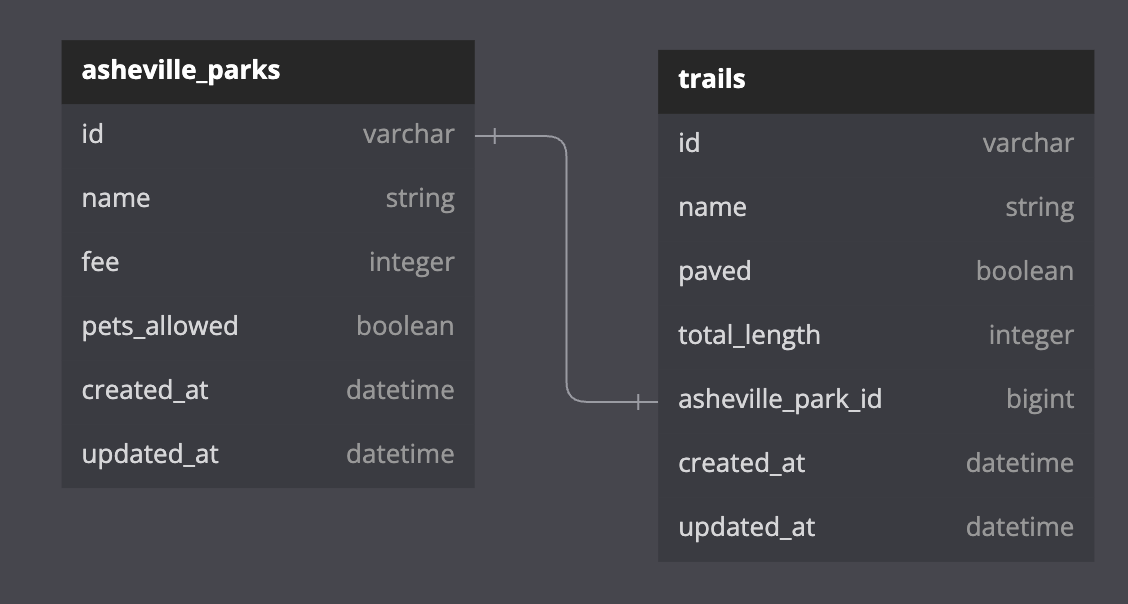 asheville_parks
id varchar
name string
fee integer
pets_allowed boolean
created_at datetime
updated_at datetime
trails
id varchar
name string
paved boolean
total_length integer
asheville_park_id bigint
created_at datetime
updated_at datetime